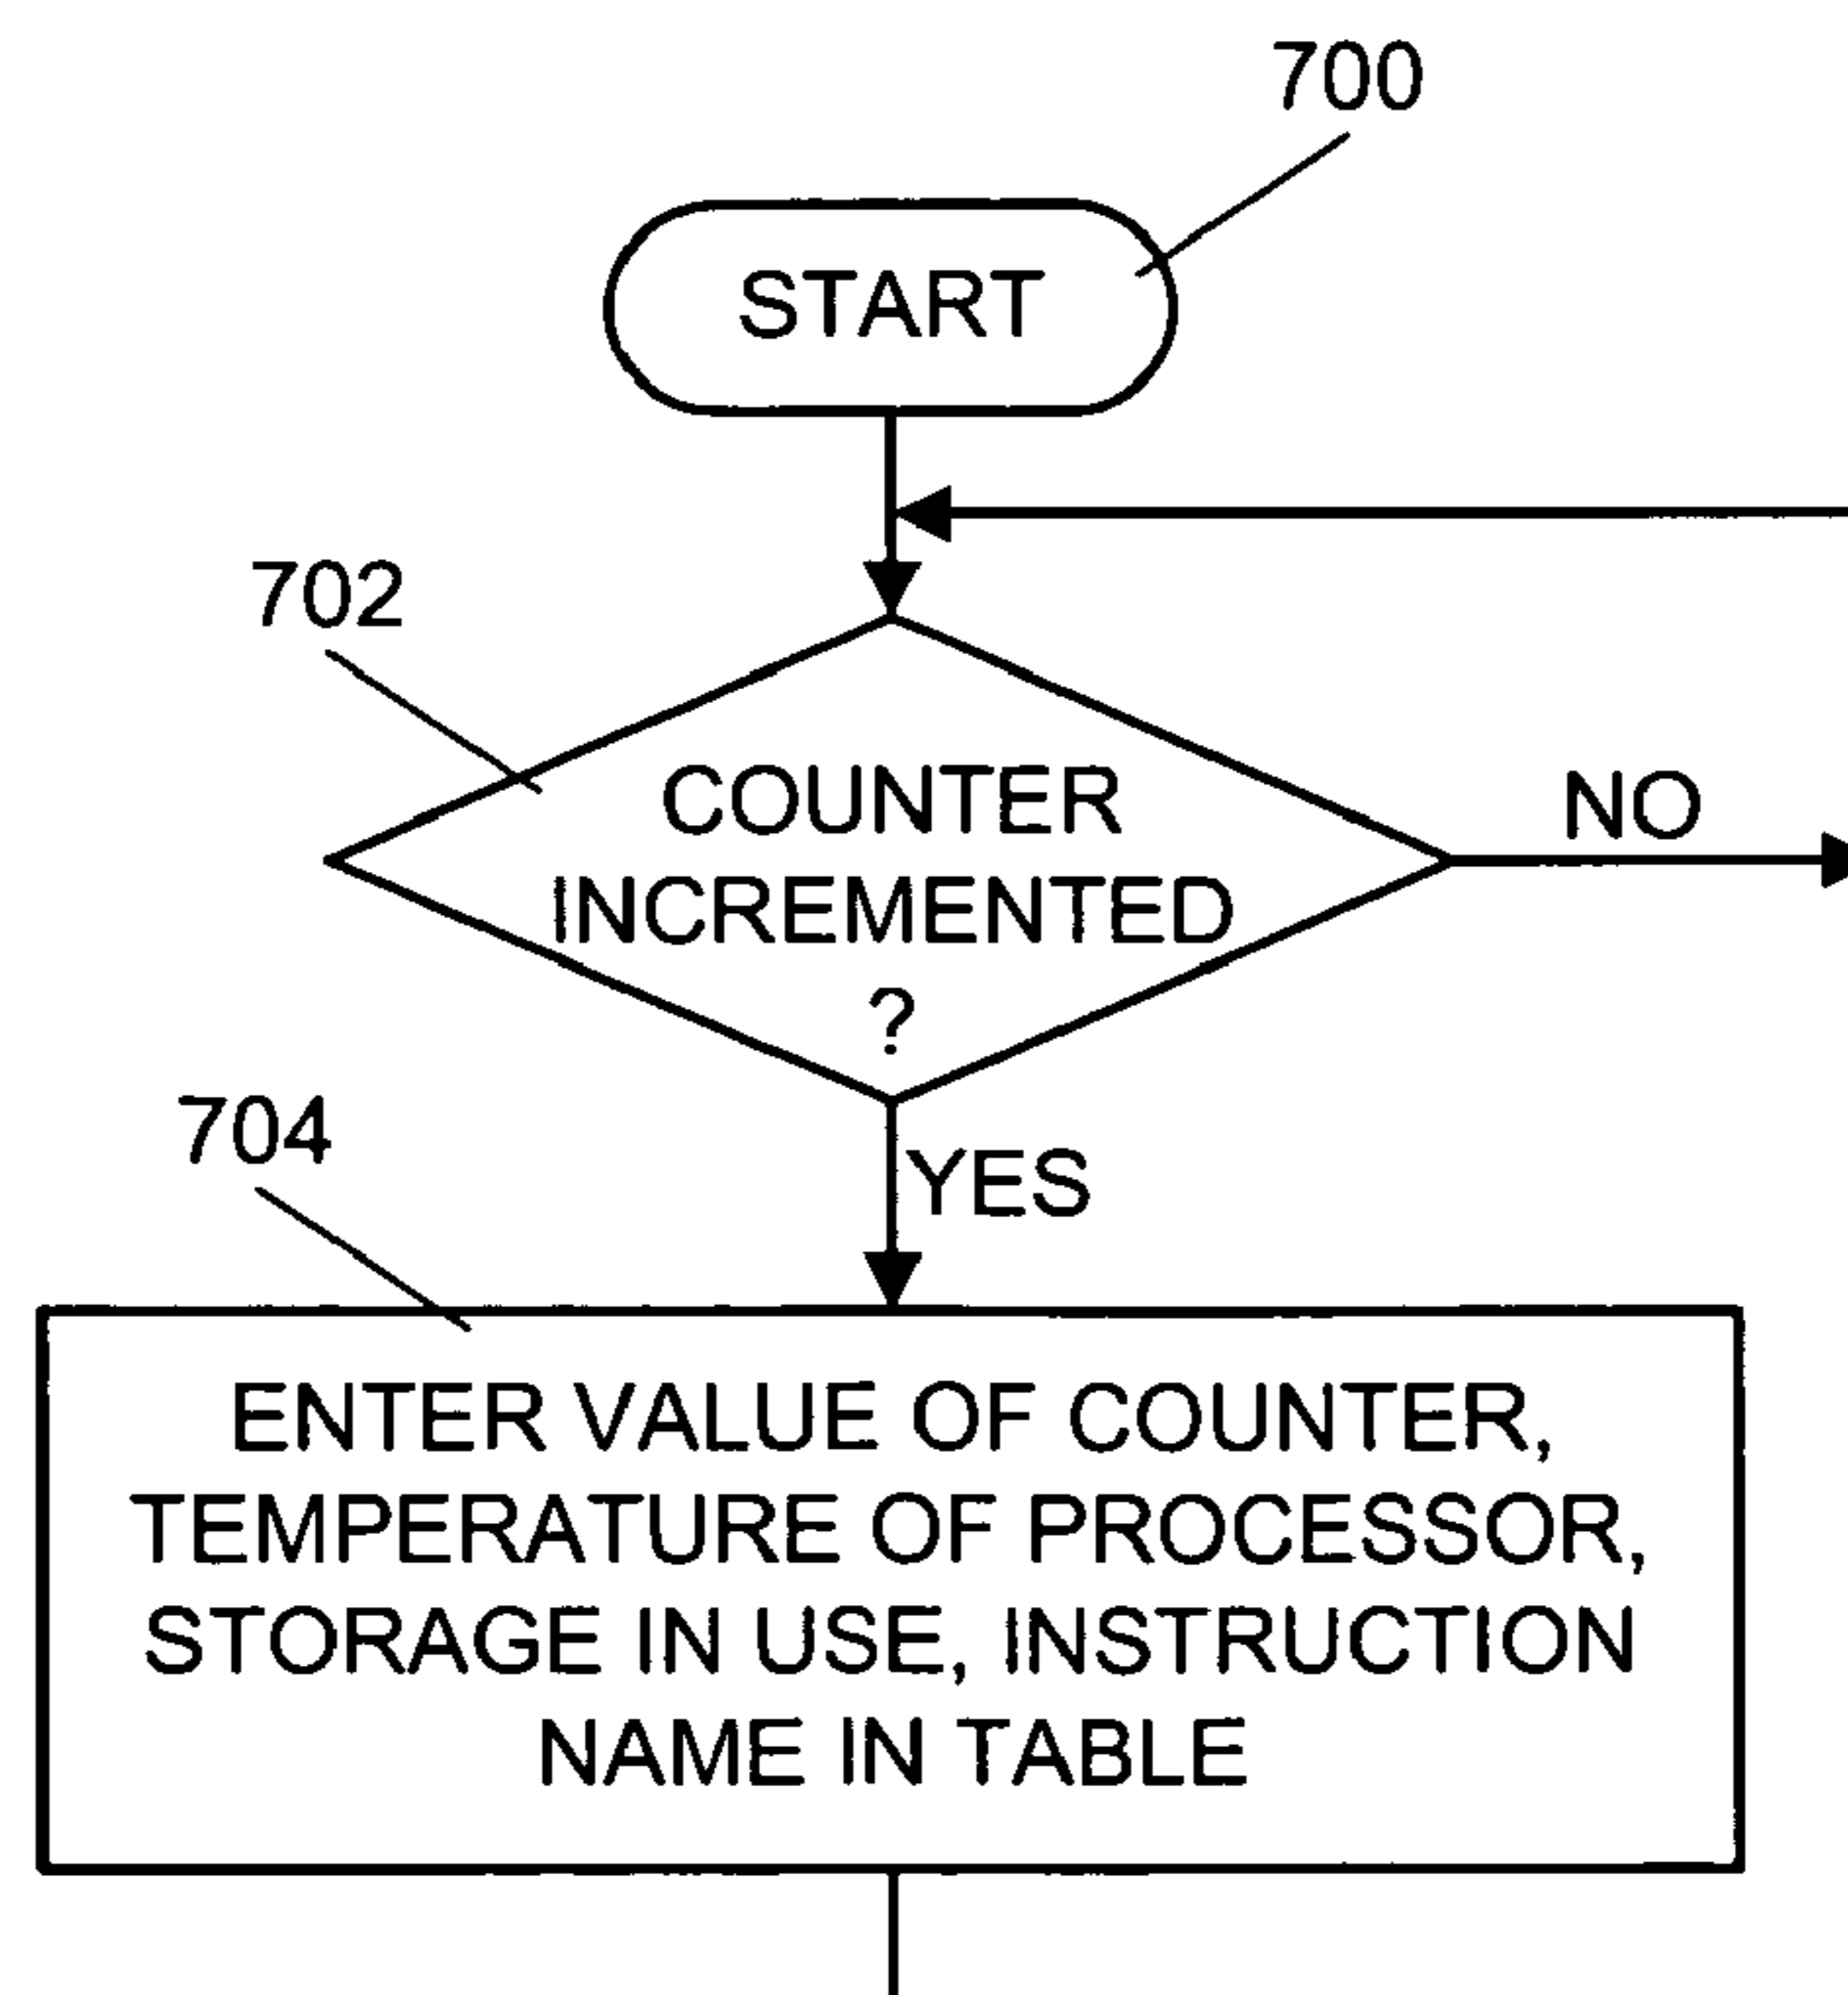 700
START
702
COUNTER
INCREMENTED
?
NO
704
YES
ENTER VALUE OF COUNTER,
TEMPERATURE OF PROCESSOR,
STORAGE IN USE, INSTRUCTION
NAME IN TABLE